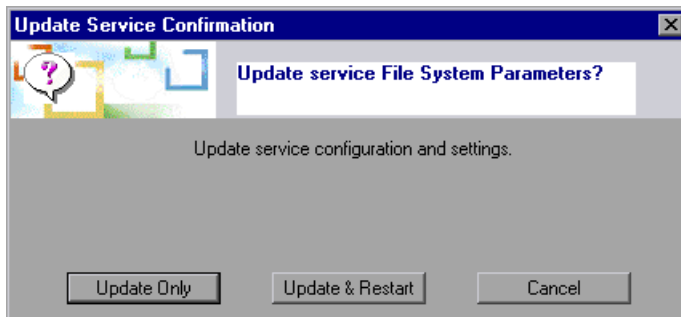 Update Service Confirmation
?
Update service File System Parameters?
Update service configuration and settings.
Update Only
Update & Restart
Cancel